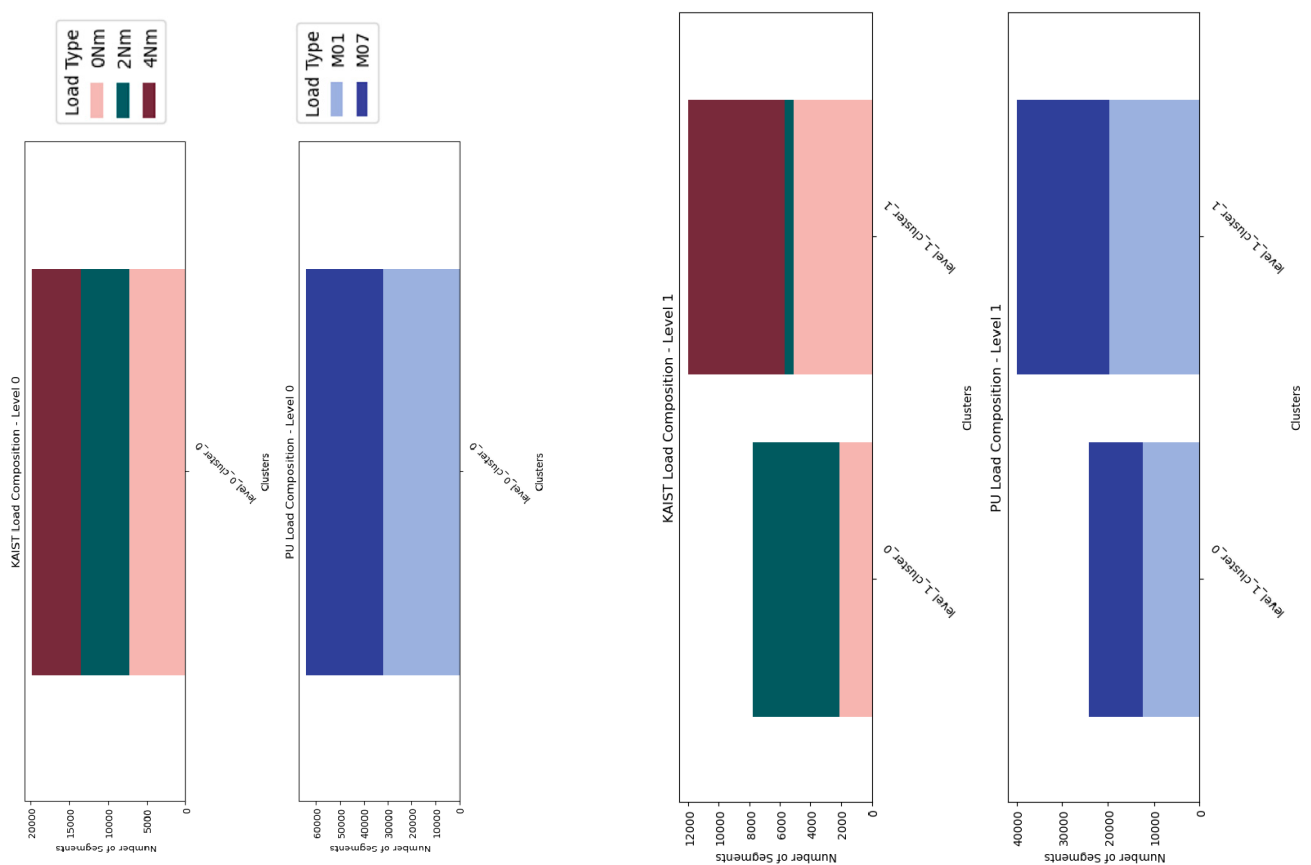 KAIST Load Composition - Level 0
Number of Segments
20000
15000
10000
5000
0
level_0_cluster_0
Clusters
Load Type
0Nm
2Nm
4Nm
PU Load Composition - Level 0
Number of Segments
60000
50000
40000
30000
20000
10000
0
level_0_cluster_0
Clusters
Load Type
M01
M07
KAIST Load Composition - Level 1
Number of Segments
12000
10000
8000
6000
4000
2000
0
level_1_cluster_0
level_1_cluster_1
Clusters
PU Load Composition - Level 1
Number of Segments
40000
30000
20000
10000
0
level_1_cluster_0
level_1_cluster_1
Clusters